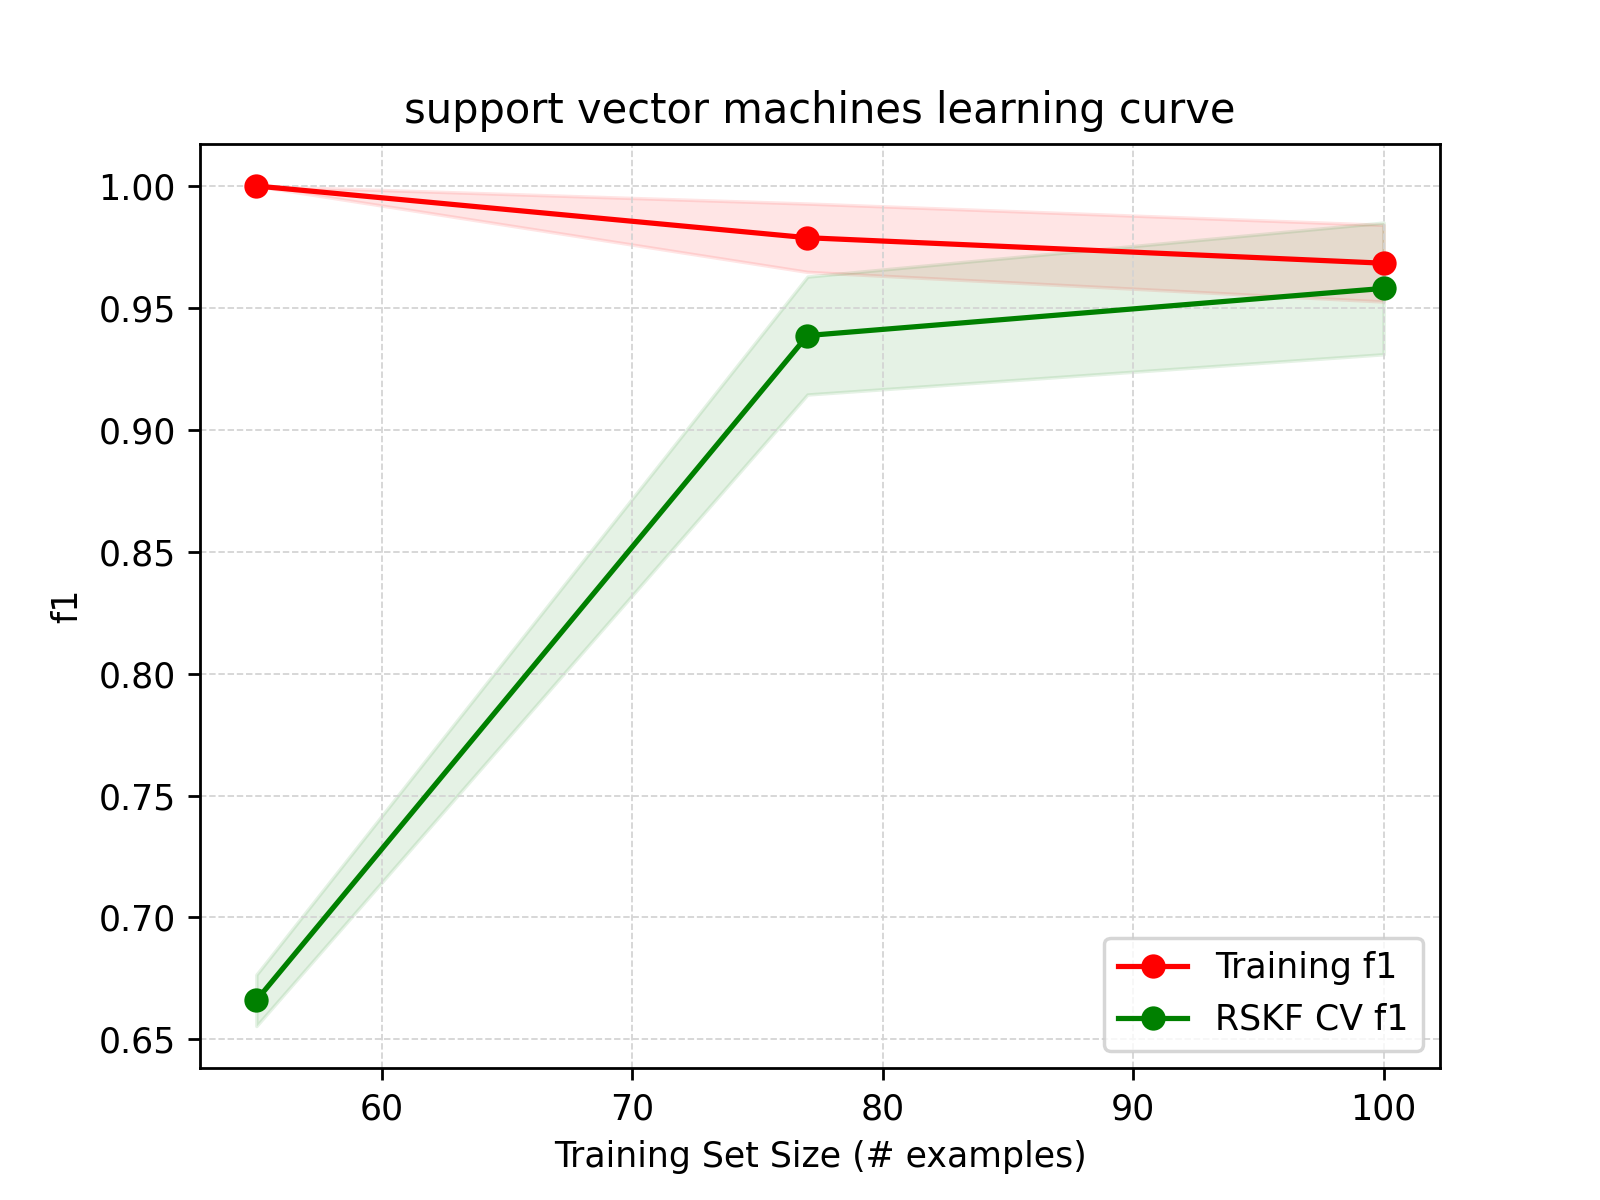 support vector machines learning curve
1.00
0.95
0.90
0.85
0.80
0.75
0.70
0.65
f1
60 70 80 90 100
Training Set Size (# examples)
Training f1
RSKF CV f1